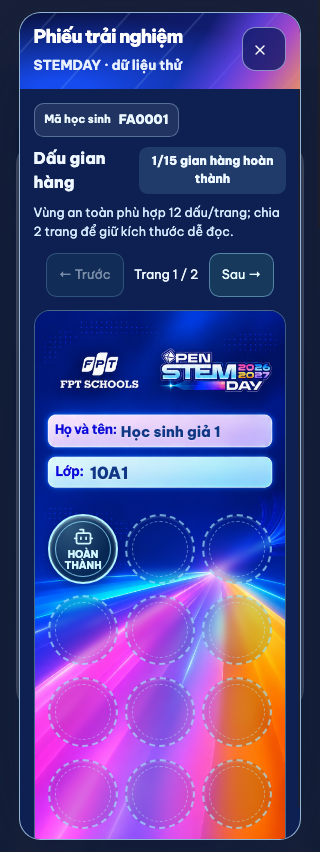 Phiếu trải nghiệm
STEMDAY · dữ liệu thử
×
Mã học sinh FA0001
Dấu gian
hàng
1/15 gian hàng hoàn
thành
Vùng an toàn phù hợp 12 dấu/trang; chia
2 trang để giữ kích thước dễ đọc.
← Trước
Trang 1 / 2
Sau →
FPT
FPT SCHOOLS
OPEN
STEM 2026
2027
DAY
Họ và tên: Học sinh giả 1
Lớp: 10A1
HOÀN
THÀNH